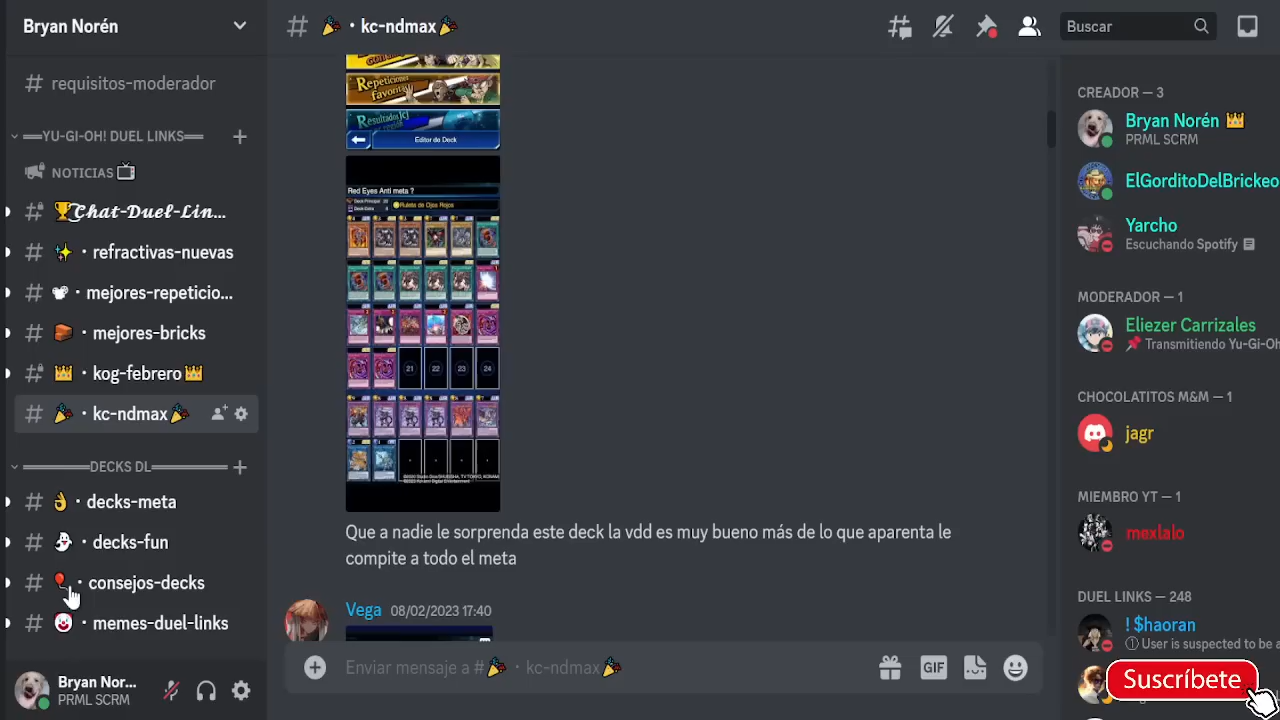 Bryan Norén
requisitos-moderador
══YU-GI-OH! DUEL LINKS══
NOTICIAS
𝓒𝓱𝓪𝓽-𝓓𝓾𝓮𝓵-𝓛𝓲𝓷...
refractivas-nuevas
mejores-repeticio...
mejores-bricks
kog-febrero
kc-ndmax
═══════DECKS DL═══════
decks-meta
decks-fun
consejos-decks
memes-duel-links
Bryan Nor...
PRML SCRM
kc-ndmax
Repeticiones
favoritas
Resultados
Editor de Deck
Red Eyes Anti meta ?
Ruleta de Ojos Rojos
21 22 23 24
Que a nadie le sorprenda este deck la vdd es muy bueno más de lo que aparenta le
compite a todo el meta
Vega 08/02/2023 17:40
Enviar mensaje a # · kc-ndmax
GIF
Buscar
CREADOR — 3
Bryan Norén
PRML SCRM
ElGorditoDelBrickeo
Yarcho
Escuchando Spotify
MODERADOR — 1
Eliezer Carrizales
Transmitiendo Yu-Gi-Oh
CHOCOLATITOS M&M — 1
jagr
MIEMBRO YT — 1
mexlalo
DUEL LINKS — 248
! $haoran
User is suspected to be a
Suscríbete